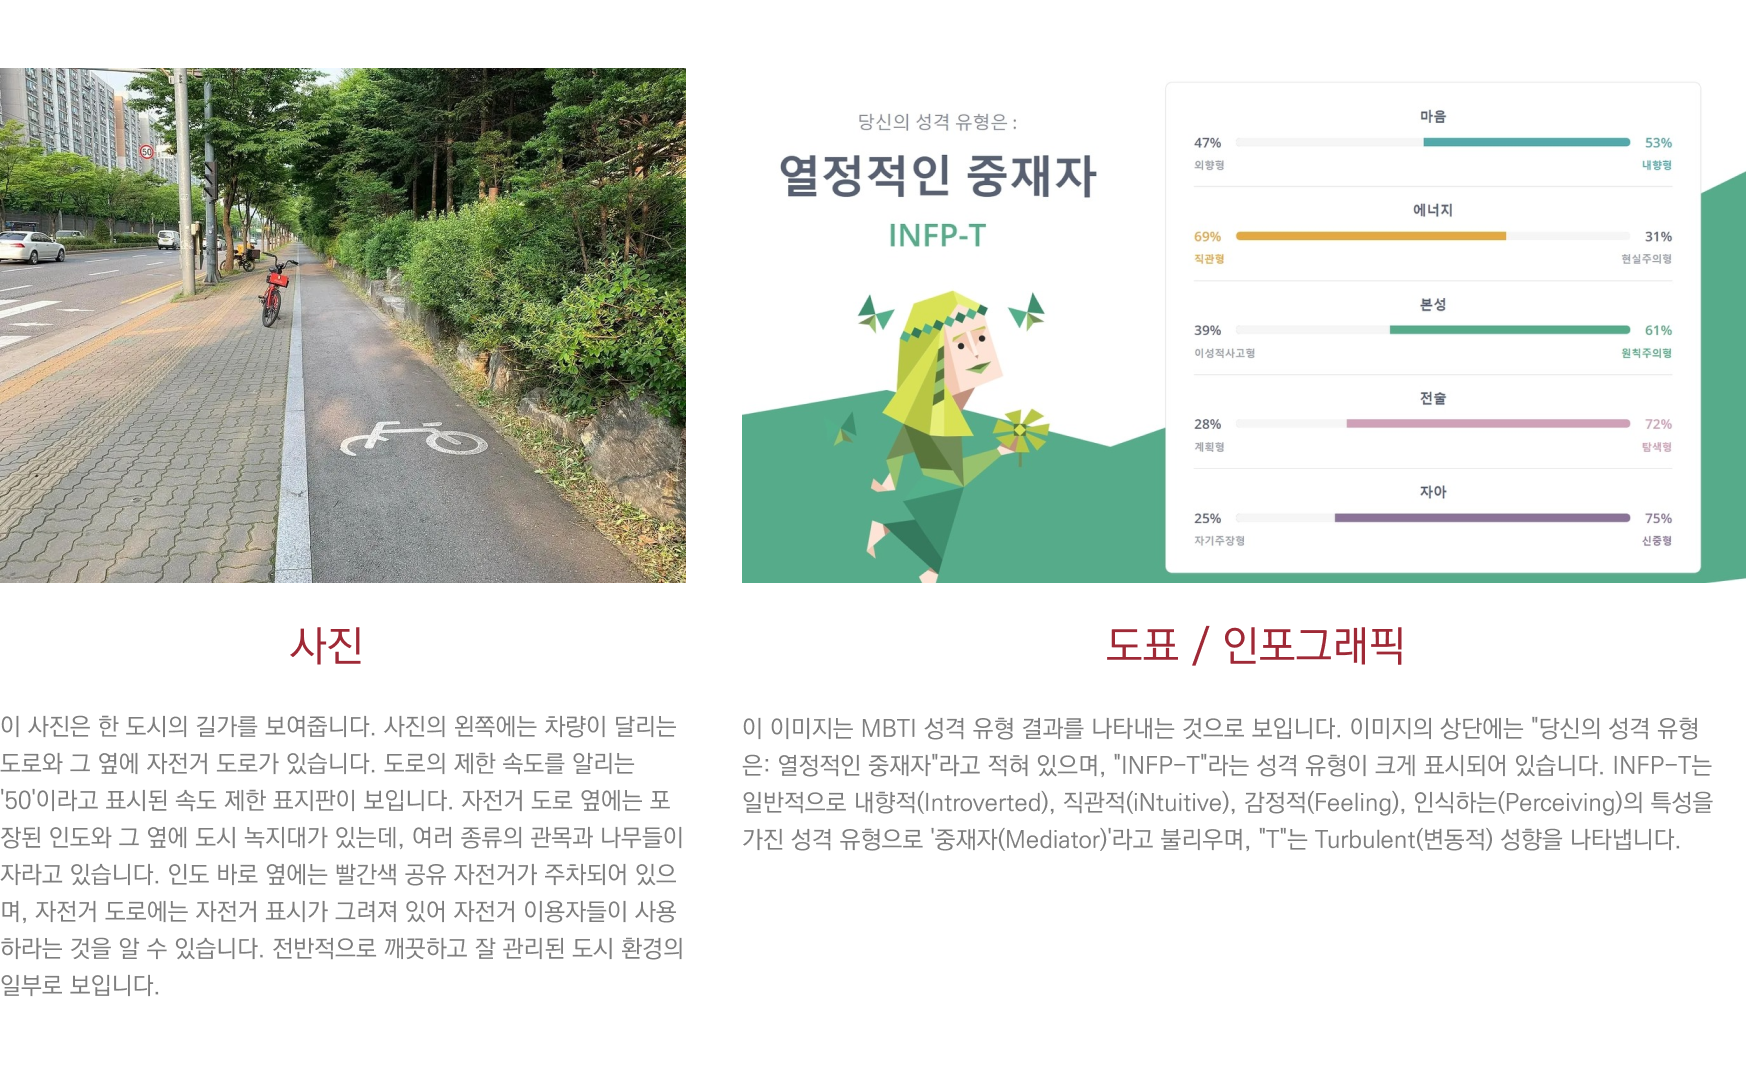 50
당신의 성격 유형은 :
열정적인 중재자
INFP-T
마음
47%
53%
외향형
내향형
에너지
69%
31%
직관형
현실주의형
본성
39%
61%
이성적사고형
원칙주의형
전술
28%
72%
계획형
탐색형
자아
25%
75%
자기주장형
신중형
사진
이 사진은 한 도시의 길가를 보여줍니다. 사진의 왼쪽에는 차량이 달리는
도로와 그 옆에 자전거 도로가 있습니다. 도로의 제한 속도를 알리는
'50'이라고 표시된 속도 제한 표지판이 보입니다. 자전거 도로 옆에는 포
장된 인도와 그 옆에 도시 녹지대가 있는데, 여러 종류의 관목과 나무들이
자라고 있습니다. 인도 바로 옆에는 빨간색 공유 자전거가 주차되어 있으
며, 자전거 도로에는 자전거 표시가 그려져 있어 자전거 이용자들이 사용
하라는 것을 알 수 있습니다. 전반적으로 깨끗하고 잘 관리된 도시 환경의
일부로 보입니다.
도표 / 인포그래픽
이 이미지는 MBTI 성격 유형 결과를 나타내는 것으로 보입니다. 이미지의 상단에는 "당신의 성격 유형
은: 열정적인 중재자"라고 적혀 있으며, "INFP-T"라는 성격 유형이 크게 표시되어 있습니다. INFP-T는
일반적으로 내향적(Introverted), 직관적(iNtuitive), 감정적(Feeling), 인식하는(Perceiving)의 특성을
가진 성격 유형으로 '중재자(Mediator)'라고 불리우며, "T"는 Turbulent(변동적) 성향을 나타냅니다.